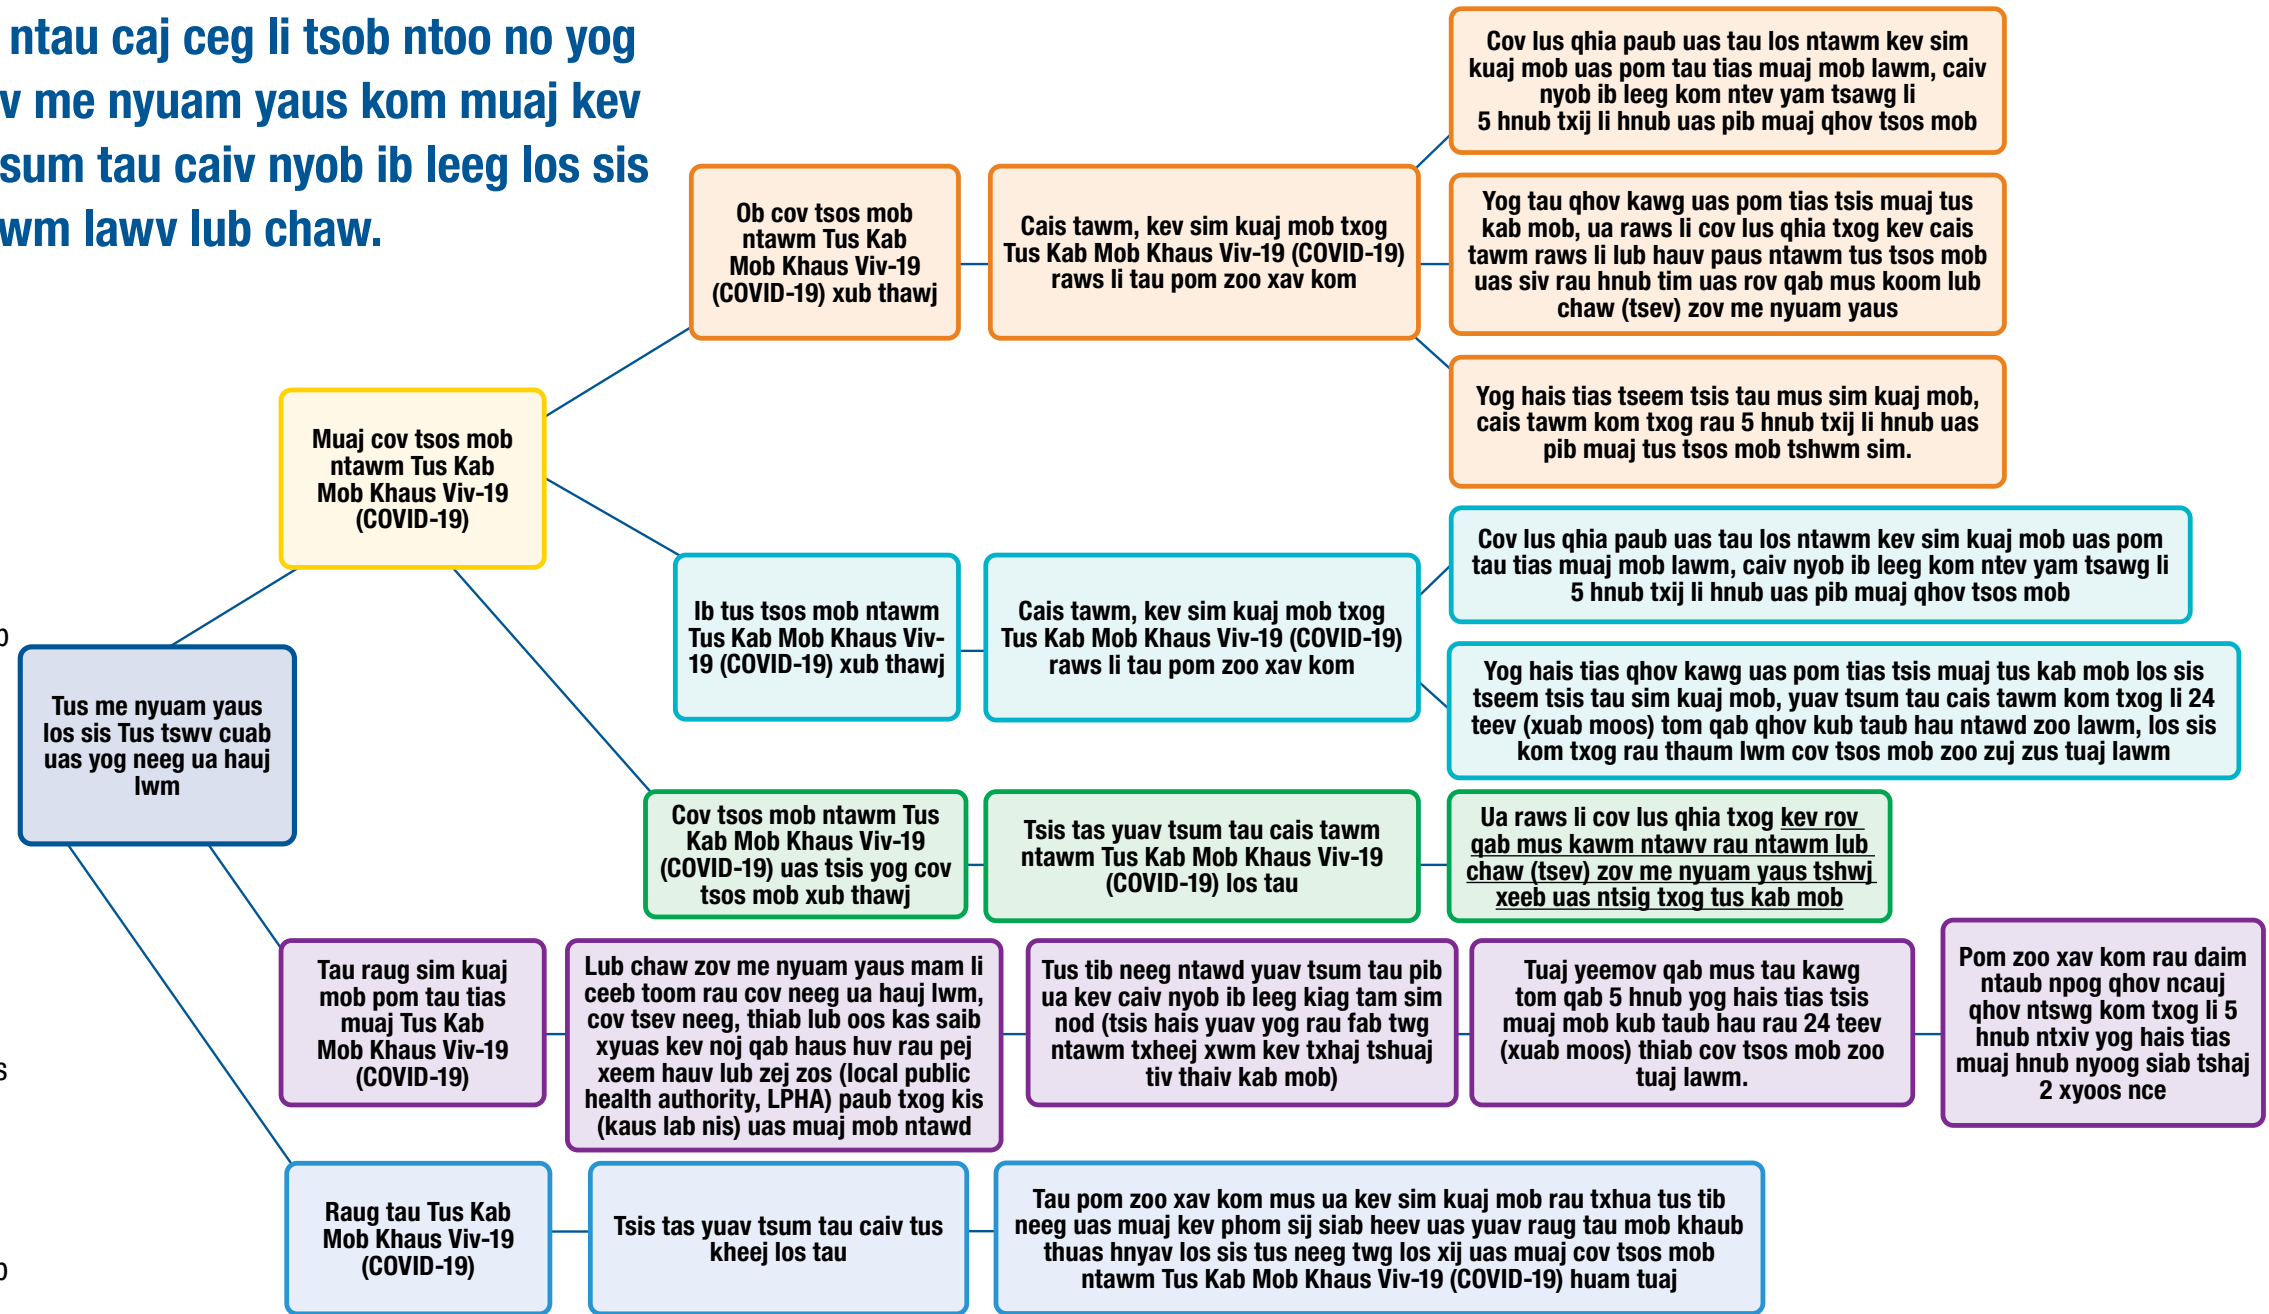 ntau caj ceg li tsob ntoo no yog
v me nyuam yaus kom muaj kev
sum tau caiv nyob ib leeg los sis
wm lawv lub chaw.
Cov lus qhia paub uas tau los ntawm kev sim
kuaj mob uas pom tau tias muaj mob lawm, caiv
nyob ib leeg kom ntev yam tsawg li
5 hnub txij li hnub uas pib muaj qhov tsos mob
Ob cov tsos mob
ntawm Tus Kab
Mob Khaus Viv-19
(COVID-19) xub thawj
Cais tawm, kev sim kuaj mob txog
Tus Kab Mob Khaus Viv-19 (COVID-19)
raws li tau pom zoo xav kom
Yog tau qhov kawg uas pom tias tsis muaj tus
kab mob, ua raws li cov lus qhia txog kev cais
tawm raws li lub hauv paus ntawm tus tsos mob
uas siv rau hnub tim uas rov qab mus koom lub
chaw (tsev) zov me nyuam yaus
Yog hais tias tseem tsis tau mus sim kuaj mob,
cais tawm kom txog rau 5 hnub txij li hnub uas
pib muaj tus tsos mob tshwm sim.
Muaj cov tsos mob
ntawm Tus Kab
Mob Khaus Viv-19
(COVID-19)
Ib tus tsos mob ntawm
Tus Kab Mob Khaus Viv-
19 (COVID-19) xub thawj
Cais tawm, kev sim kuaj mob txog
Tus Kab Mob Khaus Viv-19 (COVID-19)
raws li tau pom zoo xav kom
Cov lus qhia paub uas tau los ntawm kev sim kuaj mob uas pom
tau tias muaj mob lawm, caiv nyob ib leeg kom ntev yam tsawg li
5 hnub txij li hnub uas pib muaj qhov tsos mob
Yog hais tias qhov kawg uas pom tias tsis muaj tus kab mob los sis
tseem tsis tau sim kuaj mob, yuav tsum tau cais tawm kom txog li 24
teev (xuab moos) tom qab qhov kub taub hau ntawd zoo lawm, los sis
kom txog rau thaum lwm cov tsos mob zoo zuj zus tuaj lawm
Tus me nyuam yaus
los sis Tus tswv cuab
uas yog neeg ua hauj
lwm
Cov tsos mob ntawm Tus
Kab Mob Khaus Viv-19
(COVID-19) uas tsis yog cov
tsos mob xub thawj
Tsis tas yuav tsum tau cais tawm
ntawm Tus Kab Mob Khaus Viv-19
(COVID-19) los tau
Ua raws li cov lus qhia txog kev rov
qab mus kawm ntawv rau ntawm lub
chaw (tsev) zov me nyuam yaus tshwj
xeeb uas ntsig txog tus kab mob
Tau raug sim kuaj
mob pom tau tias
muaj Tus Kab
Mob Khaus Viv-19
(COVID-19)
Lub chaw zov me nyuam yaus mam li
ceeb toom rau cov neeg ua hauj lwm,
cov tsev neeg, thiab lub oos kas saib
xyuas kev noj qab haus huv rau pej
xeem hauv lub zej zos (local public
health authority, LPHA) paub txog kis
(kaus lab nis) uas muaj mob ntawd
Tus tib neeg ntawd yuav tsum tau pib
ua kev caiv nyob ib leeg kiag tam sim
nod (tsis hais yuav yog rau fab twg
ntawm txheej xwm kev txhaj tshuaj
tiv thaiv kab mob)
Tuaj yeemov qab mus tau kawg
tom qab 5 hnub yog hais tias tsis
muaj mob kub taub hau rau 24 teev
(xuab moos) thiab cov tsos mob zoo
tuaj lawm.
Pom zoo xav kom rau daim
ntaub npog qhov ncauj
qhov ntswg kom txog li 5
hnub ntxiv yog hais tias
muaj hnub nyoog siab tshaj
2 xyoos nce
Raug tau Tus Kab
Mob Khaus Viv-19
(COVID-19)
Tsis tas yuav tsum tau caiv tus
kheej los tau
Tau pom zoo xav kom mus ua kev sim kuaj mob rau txhua tus tib
neeg uas muaj kev phom sij siab heev uas yuav raug tau mob khaub
thuas hnyav los sis tus neeg twg los xij uas muaj cov tsos mob
ntawm Tus Kab Mob Khaus Viv-19 (COVID-19) huam tuaj